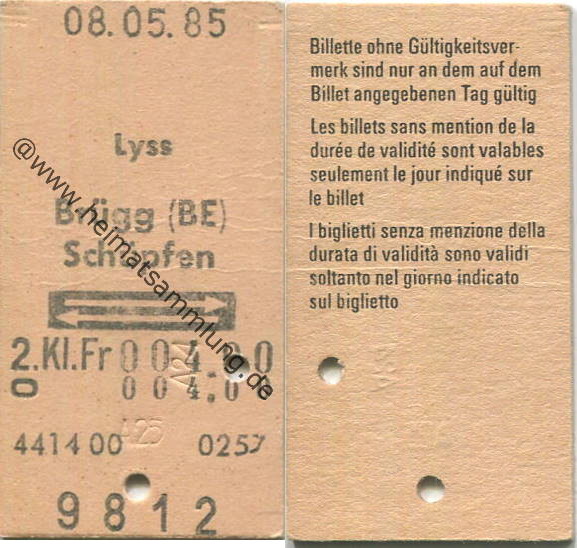 08.05.85
Lyss
Brügg (BE)
Schüpfen
2.Kl.Fr 004.00
0 004:0
A24
A25
441400 0257
9812
@www.heimatsammlung.de
Billette ohne Gültigkeitsver-
merk sind nur an dem auf dem
Billet angegebenen Tag gültig
Les billets sans mention de la
durée de validité sont valables
seulement le jour indiqué sur
le billet
I biglietti senza menzione della
durata di validità sono validi
soltanto nel giorno indicato
sul biglietto